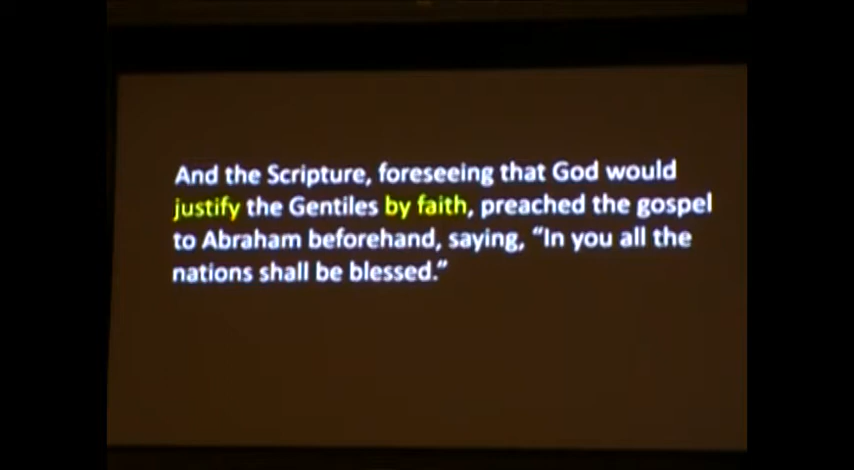 And the Scripture, foreseeing that God would
justify the Gentiles by faith, preached the gospel
to Abraham beforehand, saying, “In you all the
nations shall be blessed.”